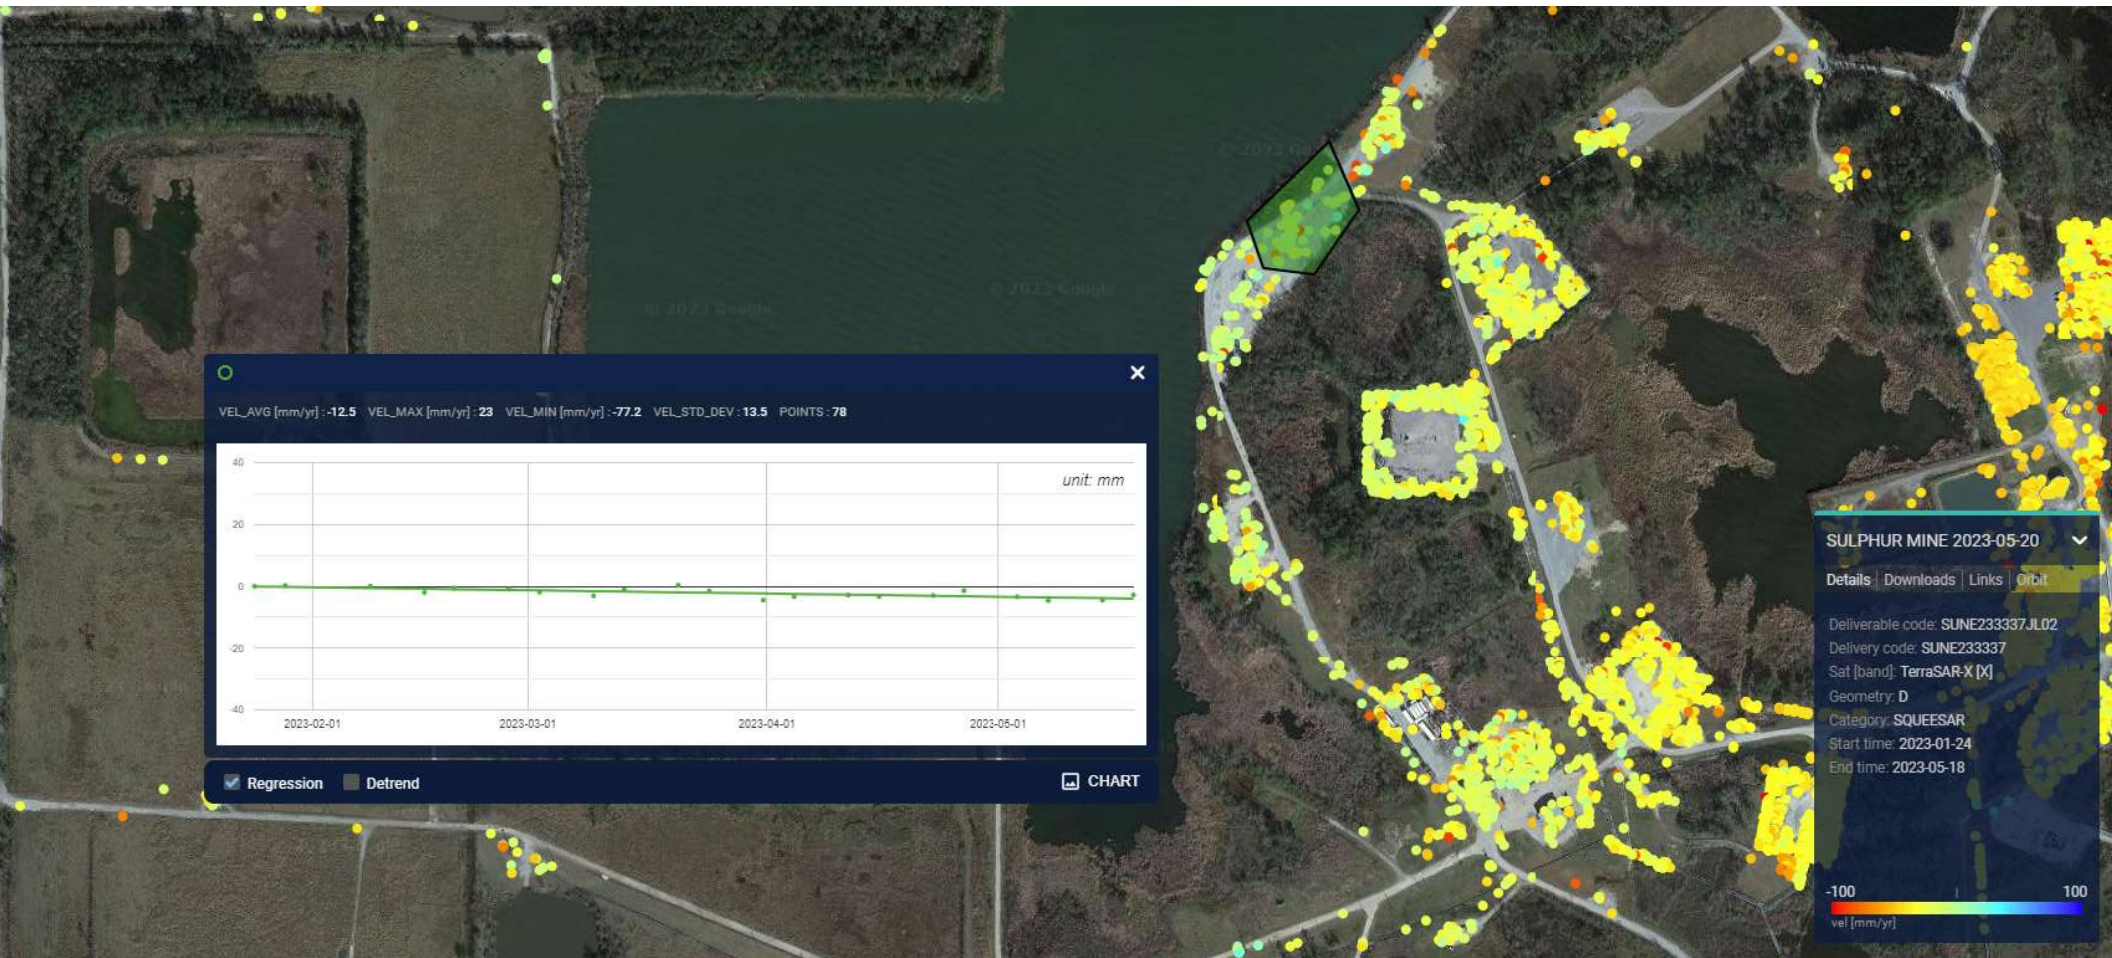 © 2023 Google
© 2023 Google
VEL_AVG [mm/yr] : -12.5 VEL_MAX [mm/yr] : 23 VEL_MIN [mm/yr] : -77.2 VEL_STD_DEV : 13.5 POINTS : 78
unit: mm
40
20
0
-20
-40
2023-02-01 2023-03-01 2023-04-01 2023-05-01
Regression Detrend CHART
SULPHUR MINE 2023-05-20
Details | Downloads | Links | Orbit
Deliverable code: SUNE233337JL02
Delivery code: SUNE233337
Sat [band]: TerraSAR-X [X]
Geometry: D
Category: SQUEESAR
Start time: 2023-01-24
End time: 2023-05-18
-100 100
vel [mm/yr]